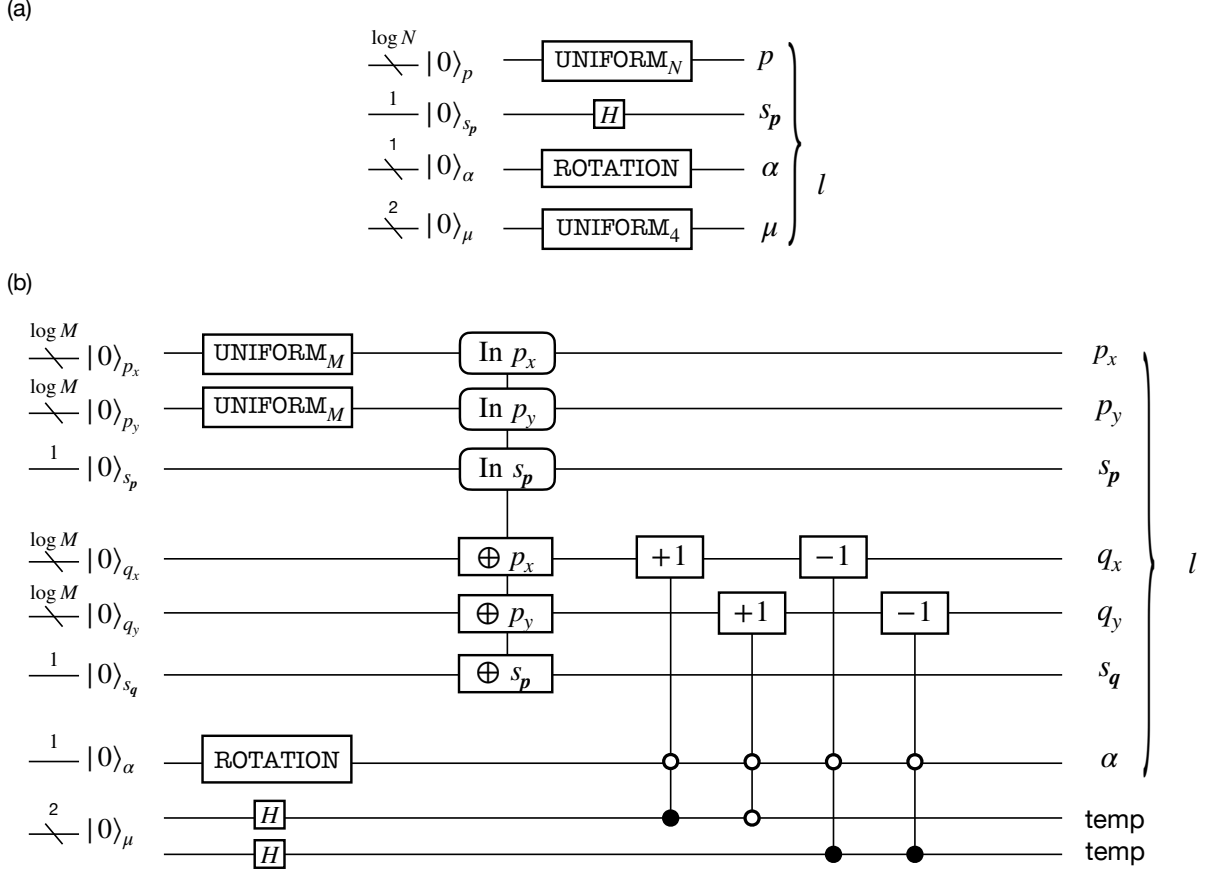 (a)
log N |0⟩_p UNIFORM_N p
1 |0⟩_{s_p} H s_p
1 |0⟩_α ROTATION α
l
2 |0⟩_μ UNIFORM_4 μ
(b)
log M |0⟩_{p_x} UNIFORM_M In p_x p_x
log M |0⟩_{p_y} UNIFORM_M In p_y p_y
1 |0⟩_{s_p} In s_p s_p
log M |0⟩_{q_x} ⊕ p_x +1 −1 q_x l
log M |0⟩_{q_y} ⊕ p_y +1 −1 q_y
1 |0⟩_{s_q} ⊕ s_p s_q
1 |0⟩_α ROTATION α
2 |0⟩_μ H temp
H temp